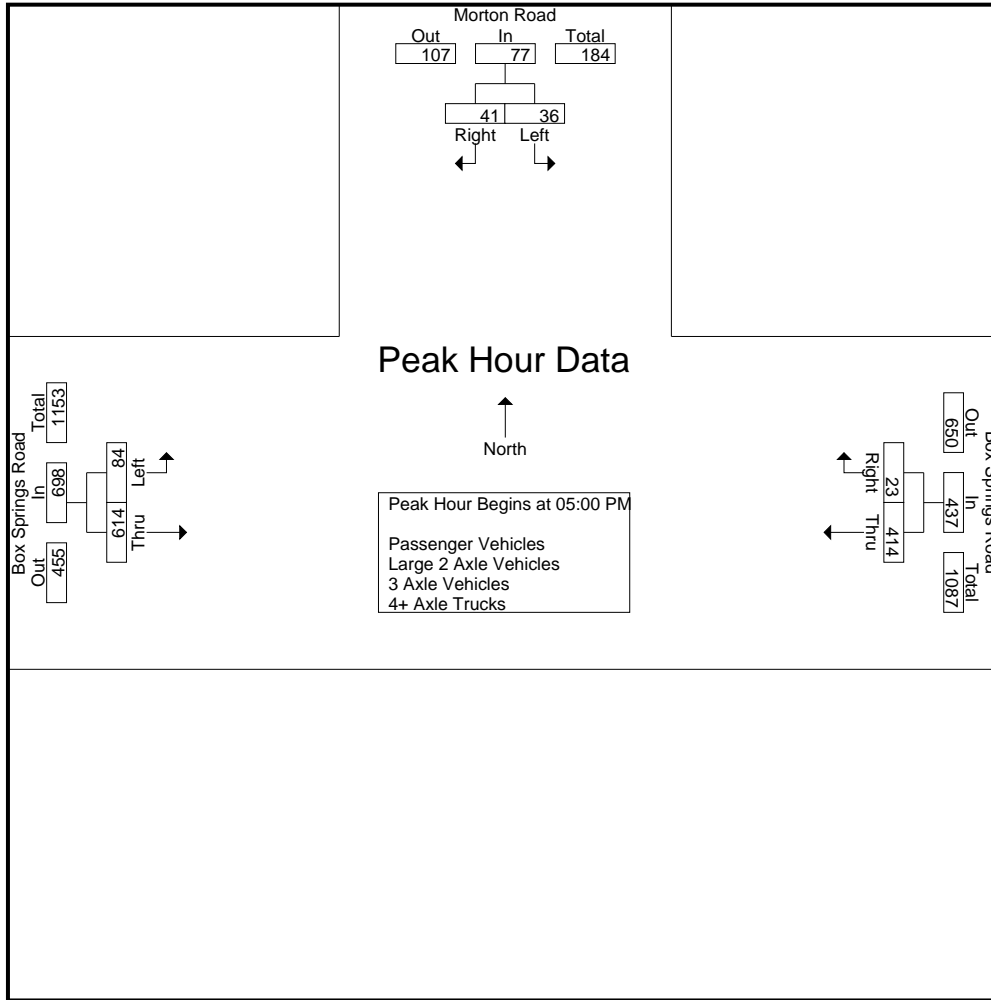 Morton Road
Out In Total
107 77 184
41 36
Right Left
Peak Hour Data
North
Peak Hour Begins at 05:00 PM
Passenger Vehicles
Large 2 Axle Vehicles
3 Axle Vehicles
4+ Axle Trucks
Box Springs Road
Out In Total
455 698 1153
614 84
Thru Left
Box Springs Road
Out In Total
650 437 1087
23 414
Right Thru